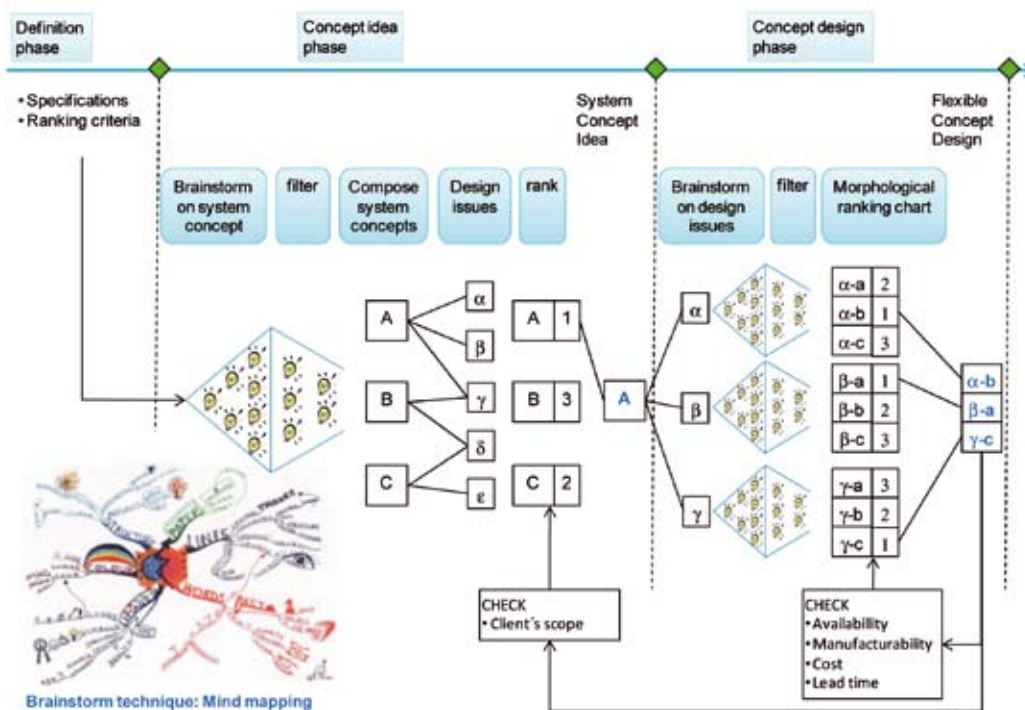 Definition
phase
Concept idea
phase
Concept design
phase
• Specifications
• Ranking criteria
System
Concept
Idea
Flexible
Concept
Design
Brainstorm
on system
concept
filter
Compose
system
concepts
Design
issues
rank
Brainstorm
on design
issues
filter
Morphological
ranking chart
A
B
C
α
β
γ
δ
ε
A 1
B 3
C 2
A
α
β
γ
α-a 2
α-b 1
α-c 3
β-a 1
β-b 2
β-c 3
γ-a 3
γ-b 2
γ-c 1
α-b
β-a
γ-c
CHECK
• Client´s scope
CHECK
• Availability
• Manufacturability
• Cost
• Lead time
LINES
WORDS
Brainstorm technique: Mind mapping